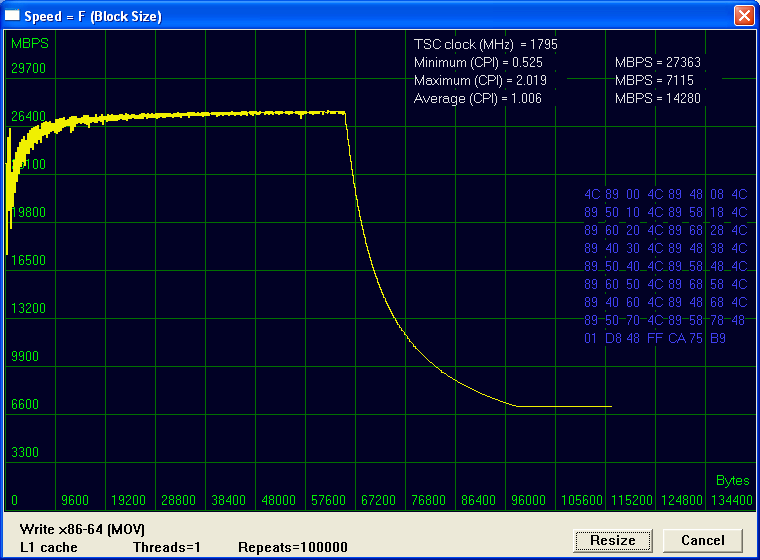 Speed = F (Block Size)
MBPS
29700
26400
23100
19800
16500
13200
9900
6600
3300
TSC clock (MHz) = 1795
Minimum (CPI) = 0.525 MBPS = 27363
Maximum (CPI) = 2.019 MBPS = 7115
Average (CPI) = 1.006 MBPS = 14280
4C 89 00 4C 89 48 08 4C
89 50 10 4C 89 58 18 4C
89 60 20 4C 89 68 28 4C
89 40 30 4C 89 48 38 4C
89 50 40 4C 89 58 48 4C
89 60 50 4C 89 68 58 4C
89 40 60 4C 89 48 68 4C
89 50 70 4C 89 58 78 48
01 D8 48 FF CA 75 B9
Bytes
0 9600 19200 28800 38400 48000 57600 67200 76800 86400 96000 105600 115200 124800 134400
Write x86-64 (MOV)
L1 cache Threads=1 Repeats=100000
Resize Cancel